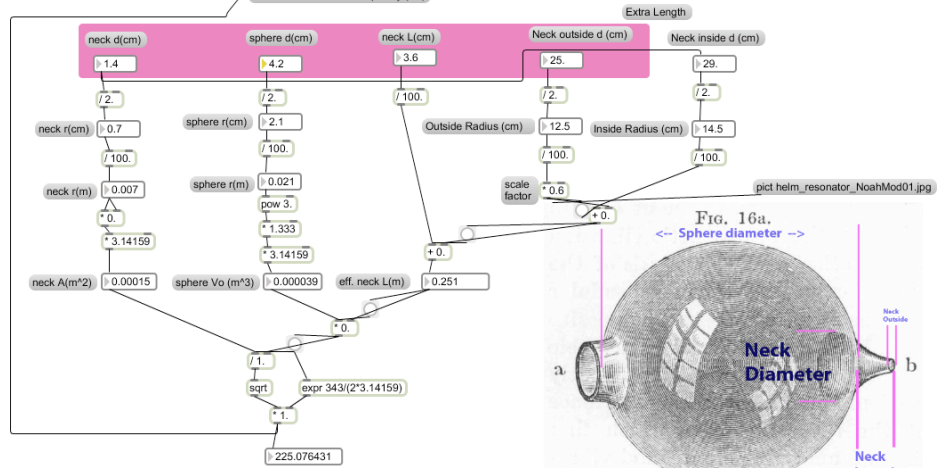 Extra Length
neck d(cm)
sphere d(cm)
neck L(cm)
Neck outside d (cm)
Neck inside d (cm)
1.4
4.2
3.6
25.
29.
/ 2.
/ 2.
/ 100.
/ 2.
/ 2.
neck r(cm)
0.7
sphere r(cm)
2.1
Outside Radius (cm)
12.5
Inside Radius (cm)
14.5
/ 100.
/ 100.
/ 100.
/ 100.
neck r(m)
0.007
sphere r(m)
0.021
scale
factor
* 0.6
pict helm_resonator_NoahMod01.jpg
pow 3.
* 0.
* 1.333
+ 0.
* 3.14159
* 3.14159
+ 0.
neck A(m^2)
0.00015
sphere Vo (m^3)
0.000039
eff. neck L(m)
0.251
* 0.
/ 1.
sqrt
expr 343/(2*3.14159)
* 1.
225.076431
FIG. 16a.
<-- Sphere diameter -->
Neck
Outside
a
Neck
Diameter
b
Neck